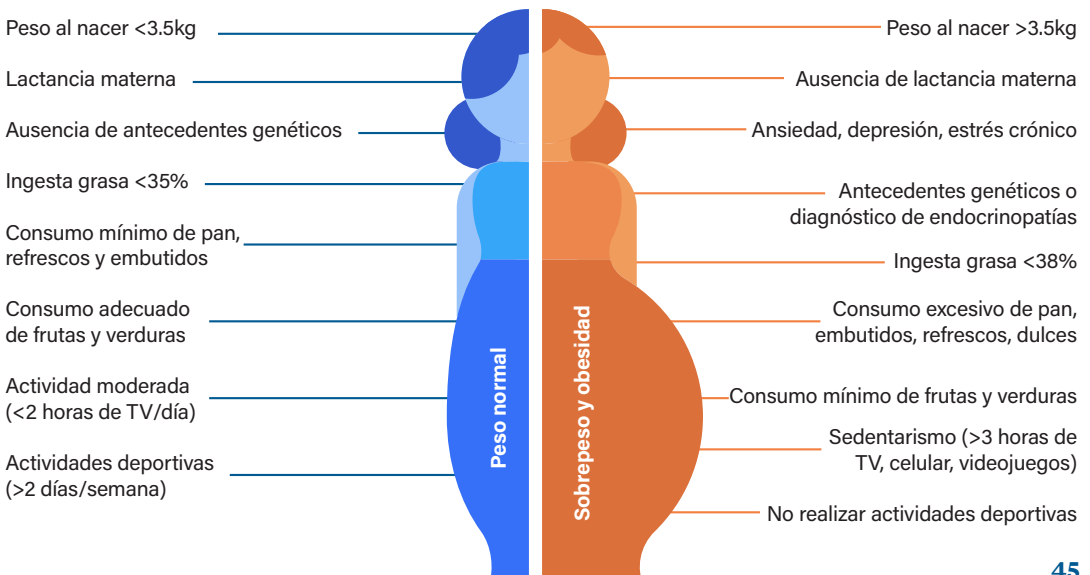 Peso al nacer <3.5kg
Lactancia materna
Ausencia de antecedentes genéticos
Ingesta grasa <35%
Consumo mínimo de pan,
refrescos y embutidos
Consumo adecuado
de frutas y verduras
Actividad moderada
(<2 horas de TV/día)
Actividades deportivas
(>2 días/semana)
Peso normal
Sobrepeso y obesidad
Peso al nacer >3.5kg
Ausencia de lactancia materna
Ansiedad, depresión, estrés crónico
Antecedentes genéticos o
diagnóstico de endocrinopatías
Ingesta grasa <38%
Consumo excesivo de pan,
embutidos, refrescos, dulces
Consumo mínimo de frutas y verduras
Sedentarismo (>3 horas de
TV, celular, videojuegos)
No realizar actividades deportivas
45